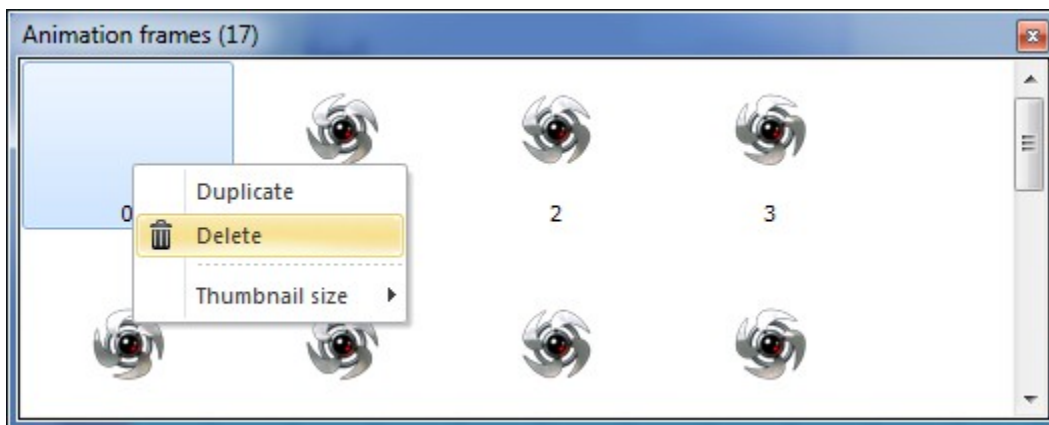 Animation frames (17)
0
2
3
Duplicate
Delete
Thumbnail size